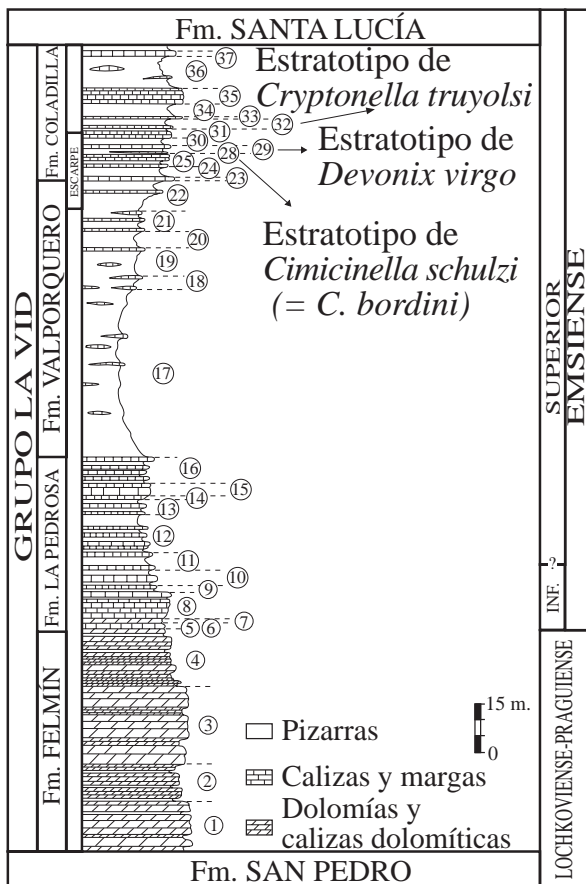 Fm. SANTA LUCÍA
GRUPO LA VID
Fm. COLADILLA
ESCARPE
Fm. VALPORQUERO
Fm. LA PEDROSA
Fm. FELMÍN
37
36
35
34
33
32
31
30
29
28
25
24
23
22
21
20
19
18
17
16
15
14
13
12
11
10
9
8
7
6
5
4
3
2
1
Estratotipo de
Cryptonella truyolsi
Estratotipo de
Devonix virgo
Estratotipo de
Cimicinella schulzi
(= C. bordini)
SUPERIOR
EMSIENSE
?
INF.
LOCHKOVIENSE-PRAGUIENSE
15 m.
0
Pizarras
Calizas y margas
Dolomías y
calizas dolomíticas
Fm. SAN PEDRO